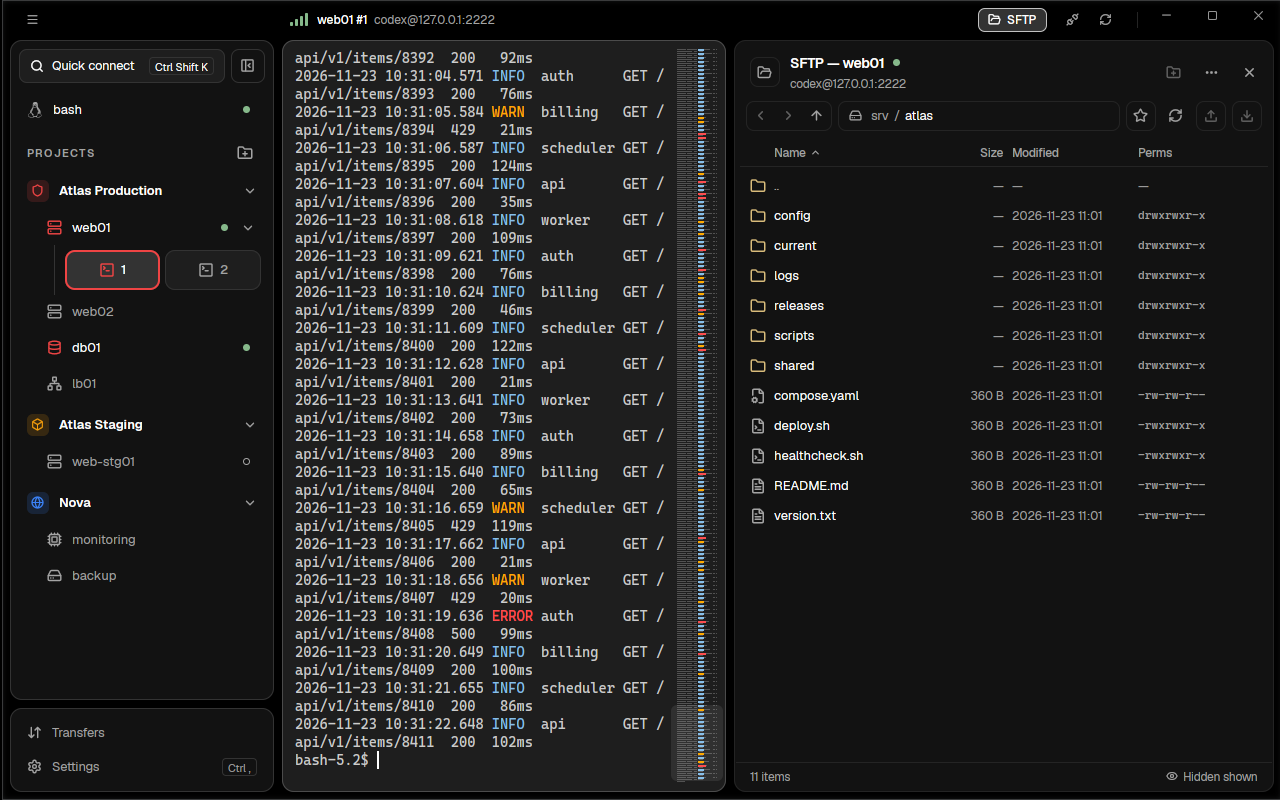 web01 #1 codex@127.0.0.1:2222
SFTP
Quick connect Ctrl Shift K
bash
PROJECTS
Atlas Production
web01
1 2
web02
db01
lb01
Atlas Staging
web-stg01
Nova
monitoring
backup
Transfers
Settings Ctrl ,
api/v1/items/8392 200 92ms
2026-11-23 10:31:04.571 INFO auth GET /
api/v1/items/8393 200 76ms
2026-11-23 10:31:05.584 WARN billing GET /
api/v1/items/8394 429 21ms
2026-11-23 10:31:06.587 INFO scheduler GET /
api/v1/items/8395 200 124ms
2026-11-23 10:31:07.604 INFO api GET /
api/v1/items/8396 200 35ms
2026-11-23 10:31:08.618 INFO worker GET /
api/v1/items/8397 200 109ms
2026-11-23 10:31:09.621 INFO auth GET /
api/v1/items/8398 200 76ms
2026-11-23 10:31:10.624 INFO billing GET /
api/v1/items/8399 200 46ms
2026-11-23 10:31:11.609 INFO scheduler GET /
api/v1/items/8400 200 122ms
2026-11-23 10:31:12.628 INFO api GET /
api/v1/items/8401 200 21ms
2026-11-23 10:31:13.641 INFO worker GET /
api/v1/items/8402 200 73ms
2026-11-23 10:31:14.658 INFO auth GET /
api/v1/items/8403 200 89ms
2026-11-23 10:31:15.640 INFO billing GET /
api/v1/items/8404 200 65ms
2026-11-23 10:31:16.659 WARN scheduler GET /
api/v1/items/8405 429 119ms
2026-11-23 10:31:17.662 INFO api GET /
api/v1/items/8406 200 21ms
2026-11-23 10:31:18.656 WARN worker GET /
api/v1/items/8407 429 20ms
2026-11-23 10:31:19.636 ERROR auth GET /
api/v1/items/8408 500 99ms
2026-11-23 10:31:20.649 INFO billing GET /
api/v1/items/8409 200 100ms
2026-11-23 10:31:21.655 INFO scheduler GET /
api/v1/items/8410 200 86ms
2026-11-23 10:31:22.648 INFO api GET /
api/v1/items/8411 200 102ms
bash-5.2$
SFTP — web01
codex@127.0.0.1:2222
srv / atlas
Name Size Modified Perms
.. — — —
config — 2026-11-23 11:01 drwxrwxr-x
current — 2026-11-23 11:01 drwxrwxr-x
logs — 2026-11-23 11:01 drwxrwxr-x
releases — 2026-11-23 11:01 drwxrwxr-x
scripts — 2026-11-23 11:01 drwxrwxr-x
shared — 2026-11-23 11:01 drwxrwxr-x
compose.yaml 360 B 2026-11-23 11:01 -rw-rw-r--
deploy.sh 360 B 2026-11-23 11:01 -rwxrwxr-x
healthcheck.sh 360 B 2026-11-23 11:01 -rwxrwxr-x
README.md 360 B 2026-11-23 11:01 -rw-rw-r--
version.txt 360 B 2026-11-23 11:01 -rw-rw-r--
11 items Hidden shown